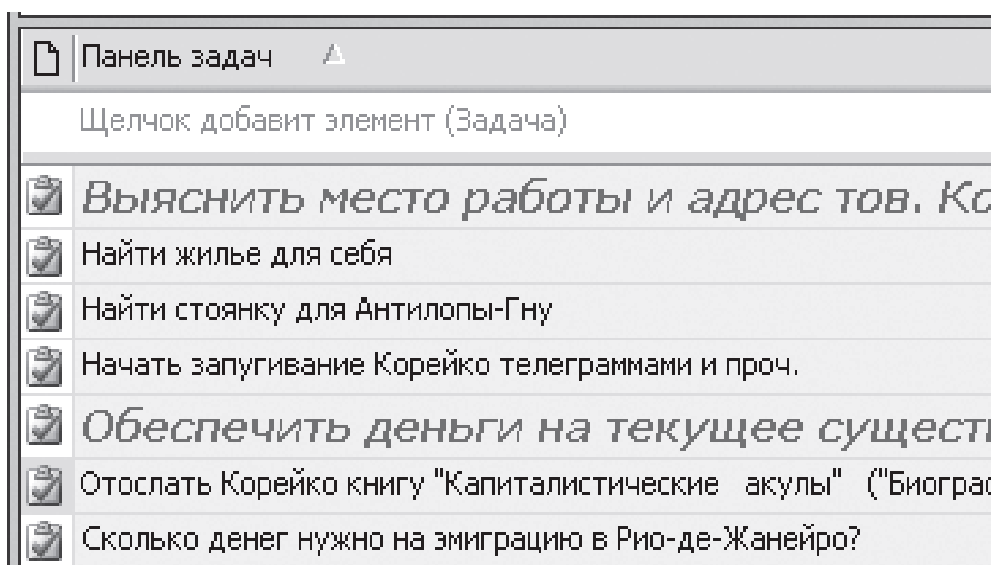 Панель задач
Щелчок добавит элемент (Задача)
Выяснить место работы и адрес тов.
Найти жилье для себя
Найти стоянку для Антилопы-Гну
Начать запугивание Корейко телеграммами и проч.
Обеспечить деньги на текущее
Отослать Корейко книгу "Капиталистические акулы"
Сколько денег нужно на эмиграцию в Рио-де-Жанейро?